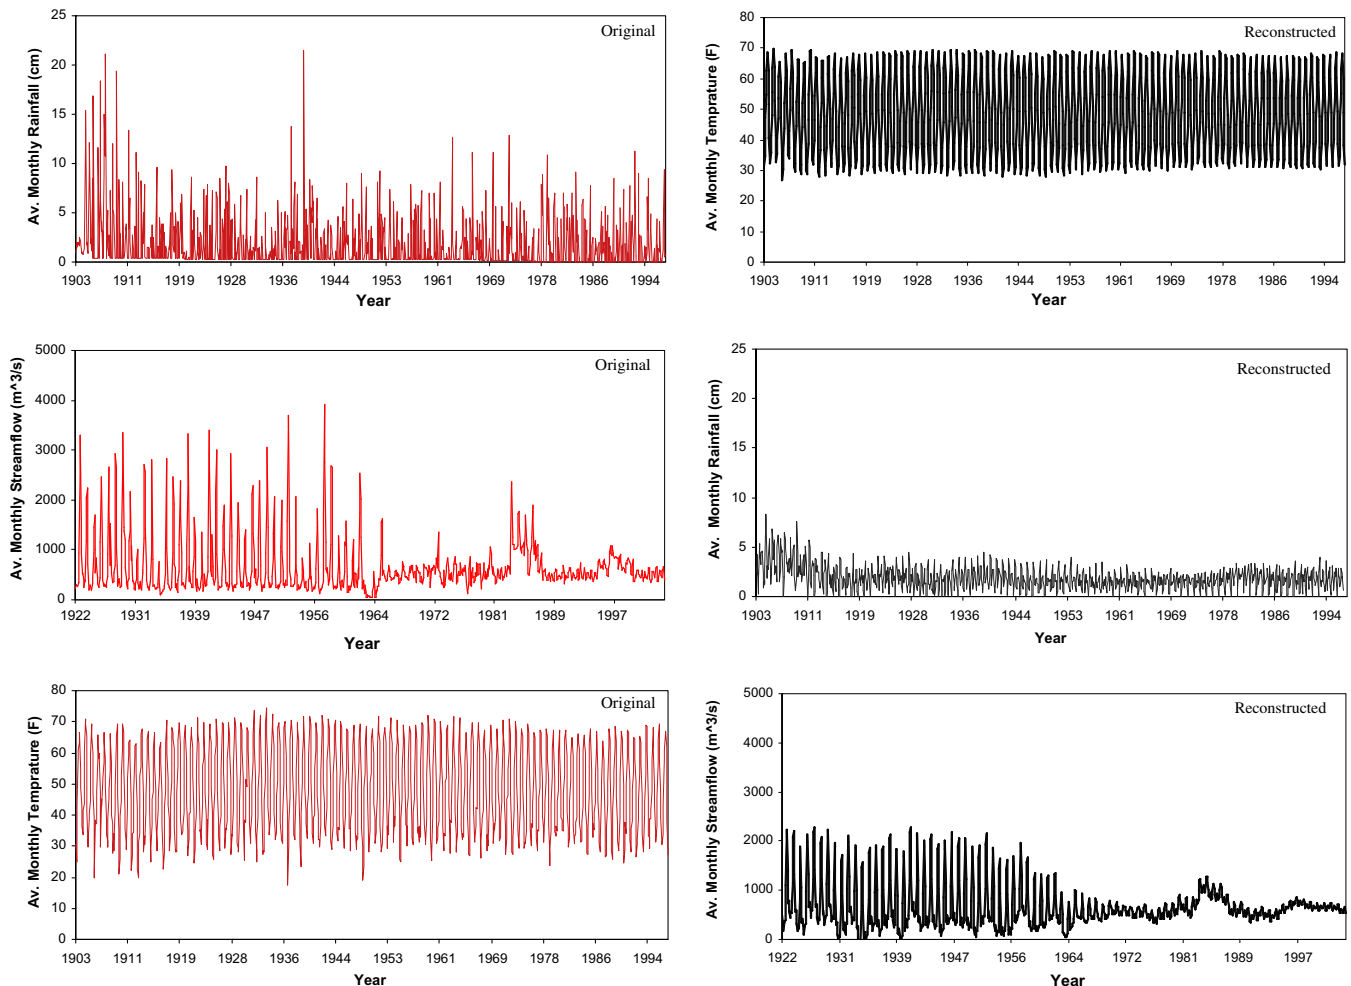 Original
Av. Monthly Rainfall (cm)
25
20
15
10
5
0
1903 1911 1919 1928 1936 1944 1953 1961 1969 1978 1986 1994
Year
Reconstructed
Av. Monthly Temprature (F)
80
70
60
50
40
30
20
10
0
1903 1911 1919 1928 1936 1944 1953 1961 1969 1978 1986 1994
Year
Original
Av. Monthly Streamflow (m^3/s)
5000
4000
3000
2000
1000
0
1922 1931 1939 1947 1956 1964 1972 1981 1989 1997
Year
Reconstructed
Av. Monthly Rainfall (cm)
25
20
15
10
5
0
1903 1911 1919 1928 1936 1944 1953 1961 1969 1978 1986 1994
Year
Original
Av. Monthly Temprature (F)
80
70
60
50
40
30
20
10
0
1903 1911 1919 1928 1936 1944 1953 1961 1969 1978 1986 1994
Year
Reconstructed
Av. Monthly Streamflow (m^3/s)
5000
4000
3000
2000
1000
0
1922 1931 1939 1947 1956 1964 1972 1981 1989 1997
Year